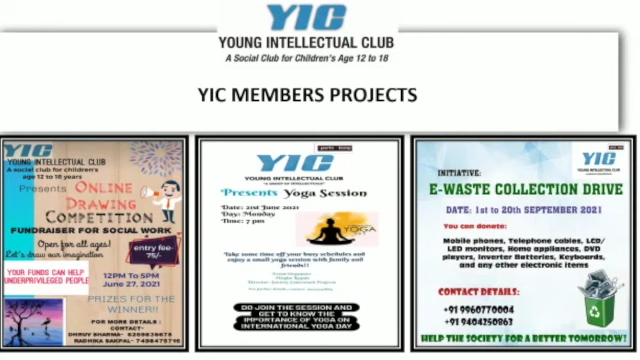 YIC
YOUNG INTELLECTUAL CLUB
A Social Club for Children's Age 12 to 18
YIC MEMBERS PROJECTS
YIC
YOUNG INTELLECTUAL CLUB
A social club for children's
age 12 to 18 years
Presents ONLINE
DRAWING
COMPETITION
FUNDRAISER FOR SOCIAL WORK
Open for all ages!
Let's draw our imagination
entry fee-
75/-
YOUR FUNDS CAN HELP
UNDERPRIVILEGED PEOPLE
12PM TO 5PM
June 27, 2021
PRIZES FOR THE
WINNER!!
FOR MORE DETAILS :
CONTACT-
DHRUV SHARMA-
RADHIKA SAKPAL-
YIC
YOUNG INTELLECTUAL CLUB
Presents Yoga Session
Date: 21st June 2021
Day: Monday
Time: 7 pm
YOGA
Take some time off your busy schedules and
enjoy a small yoga session with family and
friends!!
DO JOIN THE SESSION AND
GET TO KNOW THE
IMPORTANCE OF YOGA ON
INTERNATIONAL YOGA DAY
YIC
INITIATIVE:
E-WASTE COLLECTION DRIVE
DATE: 1st to 20th SEPTEMBER 2021
You can donate:
Mobile phones, Telephone cables, LCD/
LED monitors, Home appliances, DVD
players, Inverter Batteries, Keyboards,
and any other electronic items
CONTACT DETAILS:
+91 9960770004
+91 9404250863
HELP THE SOCIETY FOR A BETTER TOMORROW!